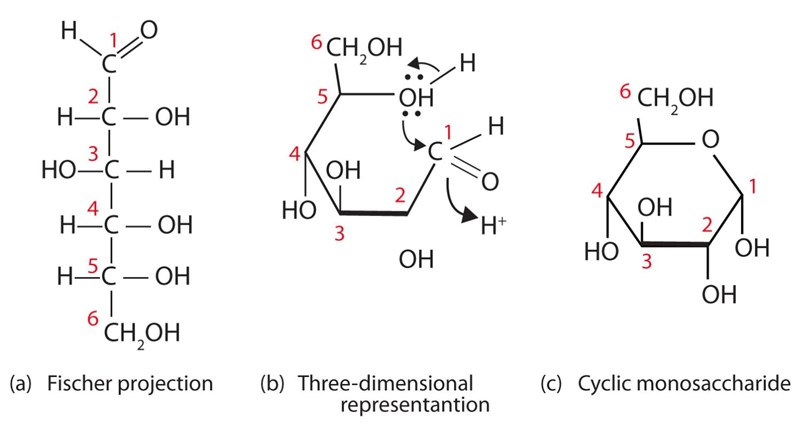 H O
1
C
2
H–C–OH
3
HO–C–H
4
H–C–OH
5
H–C–OH
6
CH₂OH
(a) Fischer projection
6 CH₂OH
H
5 OH
1 H
4 C
OH O
2
HO H⁺
3
OH
(b) Three-dimensional
representantion
6 CH₂OH
5 O
4 1
OH 2
HO 3 OH
OH
(c) Cyclic monosaccharide